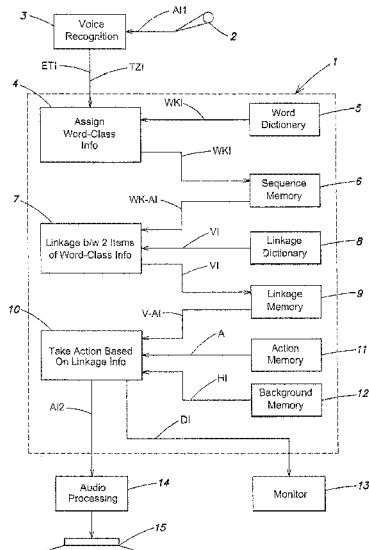 3
Voice
Recognition
AI1
2
ETI
TZI
1
4
Assign
Word-Class
Info
WKI
Word
Dictionary
5
WKI
Sequence
Memory
6
WK-AI
7
Linkage b/w 2 Items
of Word-Class Info
VI
Linkage
Dictionary
8
VI
Linkage
Memory
9
V-AI
10
Take Action Based
On Linkage Info
A
Action
Memory
11
HI
Background
Memory
12
AI2
DI
Audio
Processing
14
Monitor
13
15